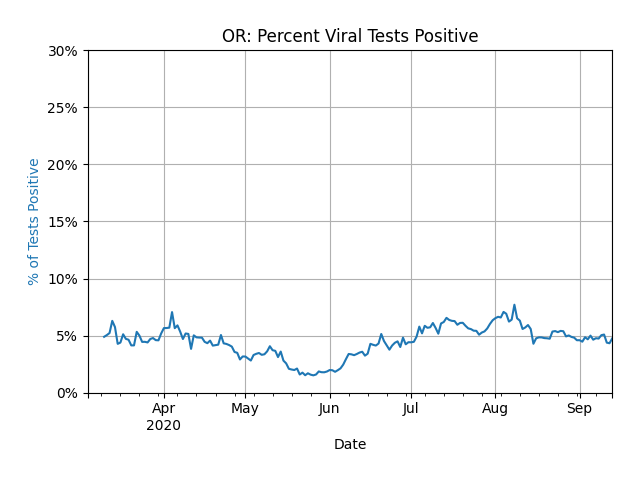 OR: Percent Viral Tests Positive
30%
25%
20%
15%
10%
5%
0%
% of Tests Positive
Apr May Jun Jul Aug Sep
2020
Date